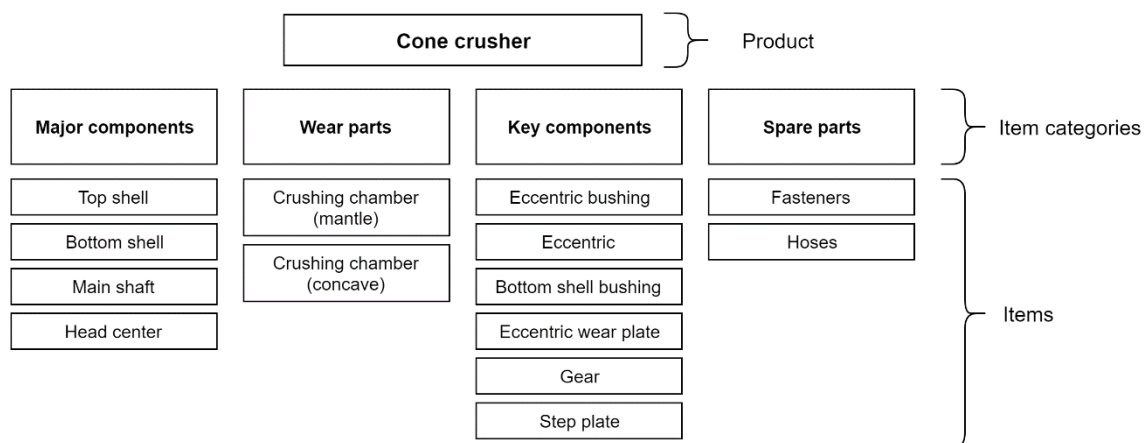 Cone crusher
Product
Major components
Wear parts
Key components
Spare parts
Item categories
Top shell
Bottom shell
Main shaft
Head center
Crushing chamber
(mantle)
Crushing chamber
(concave)
Eccentric bushing
Eccentric
Bottom shell bushing
Eccentric wear plate
Gear
Step plate
Fasteners
Hoses
Items